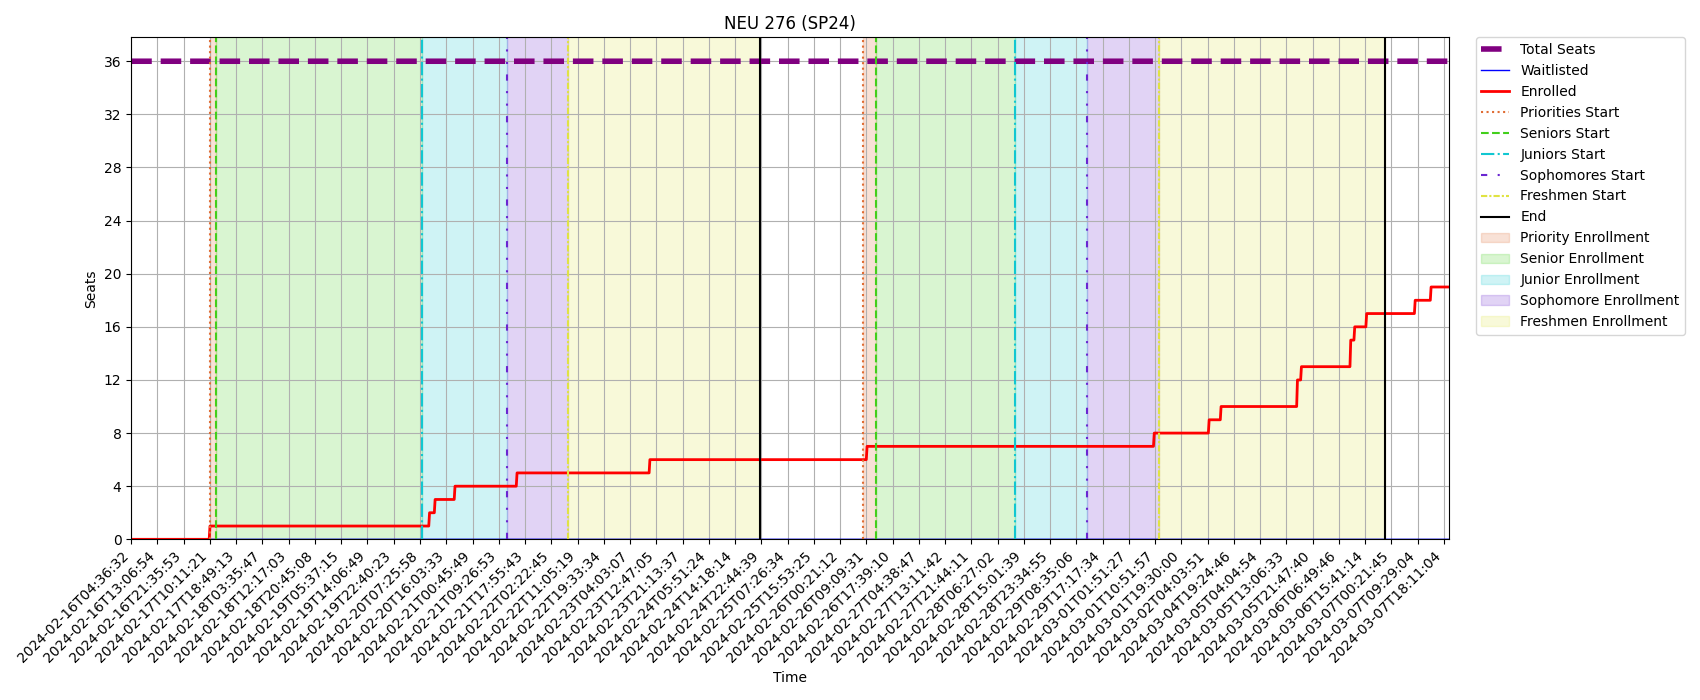 NEU 276 (SP24)
Seats
36
32
28
24
20
16
12
8
4
0
2024-02-16T04:36:32
2024-02-16T13:06:54
2024-02-16T21:35:53
2024-02-17T10:11:21
2024-02-17T18:49:13
2024-02-18T03:35:47
2024-02-18T12:17:03
2024-02-18T20:45:08
2024-02-19T05:37:15
2024-02-19T14:06:49
2024-02-19T22:40:23
2024-02-20T07:25:58
2024-02-20T16:03:33
2024-02-21T00:45:49
2024-02-21T09:26:53
2024-02-21T17:55:43
2024-02-22T02:22:45
2024-02-22T11:05:19
2024-02-22T19:33:34
2024-02-23T04:03:07
2024-02-23T12:47:05
2024-02-23T21:13:37
2024-02-24T05:51:24
2024-02-24T14:18:14
2024-02-24T22:44:39
2024-02-25T07:26:34
2024-02-25T15:53:25
2024-02-26T00:21:12
2024-02-26T09:09:31
2024-02-26T17:39:10
2024-02-27T04:38:47
2024-02-27T13:11:42
2024-02-27T21:44:11
2024-02-28T06:27:02
2024-02-28T15:01:39
2024-02-28T23:34:55
2024-02-29T08:35:06
2024-02-29T17:17:34
2024-03-01T01:51:27
2024-03-01T10:51:57
2024-03-01T19:30:00
2024-03-02T04:03:51
2024-03-04T19:24:46
2024-03-05T04:04:54
2024-03-05T13:06:33
2024-03-05T21:47:40
2024-03-06T06:49:46
2024-03-06T15:41:14
2024-03-07T00:21:45
2024-03-07T09:29:04
2024-03-07T18:11:04
Time
Total Seats
Waitlisted
Enrolled
Priorities Start
Seniors Start
Juniors Start
Sophomores Start
Freshmen Start
End
Priority Enrollment
Senior Enrollment
Junior Enrollment
Sophomore Enrollment
Freshmen Enrollment